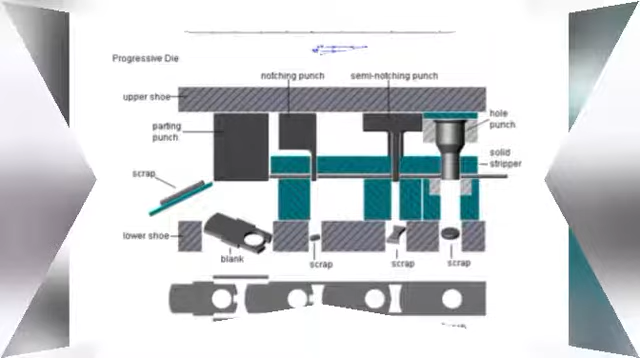 Progressive Die
notching punch
semi-notching punch
upper shoe
hole
punch
parting
punch
solid
stripper
scrap
lower shoe
blank
scrap
scrap
scrap